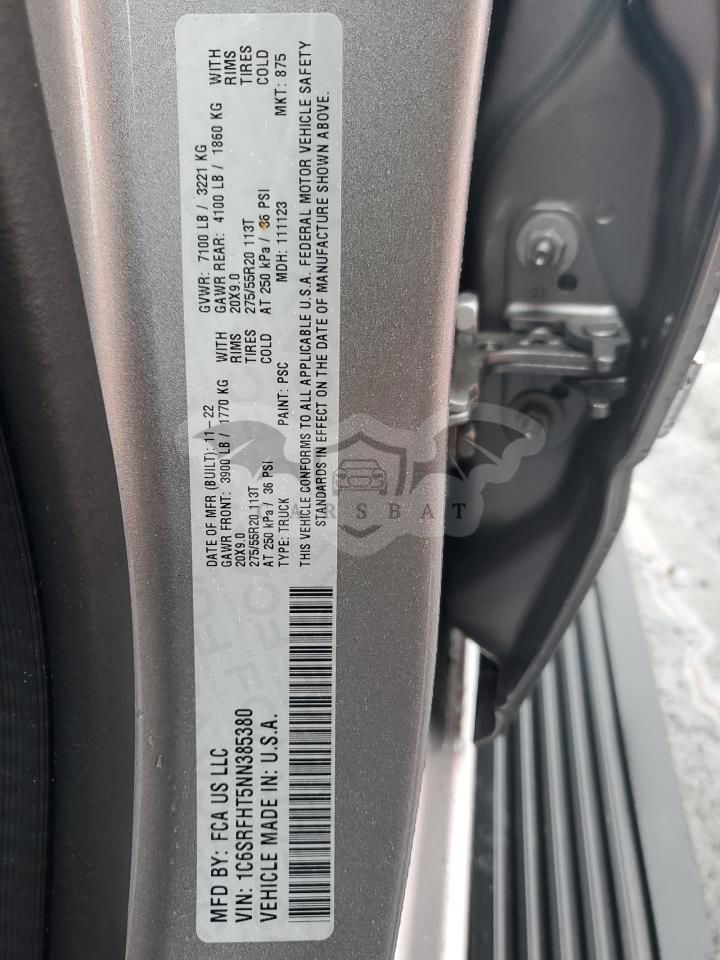 MFD BY: FCA US LLC
VIN: 1C6SRFHT5NN385380
VEHICLE MADE IN: U.S.A.
DATE OF MFR (BUILT): 11-22
GAWR FRONT: 3900 LB / 1770 KG WITH
20X9.0 RIMS
275/55R20 113T TIRES
AT 250 kPa / 36 PSI COLD
TYPE: TRUCK PAINT: PSC
GVWR: 7100 LB / 3221 KG
GAWR REAR: 4100 LB / 1860 KG WITH
20X9.0 RIMS
275/55R20 113T TIRES
AT 250 kPa / 36 PSI COLD
MDH: 111123 MKT: 875
THIS VEHICLE CONFORMS TO ALL APPLICABLE U.S.A. FEDERAL MOTOR VEHICLE SAFETY
STANDARDS IN EFFECT ON THE DATE OF MANUFACTURE SHOWN ABOVE.
CARSBAT